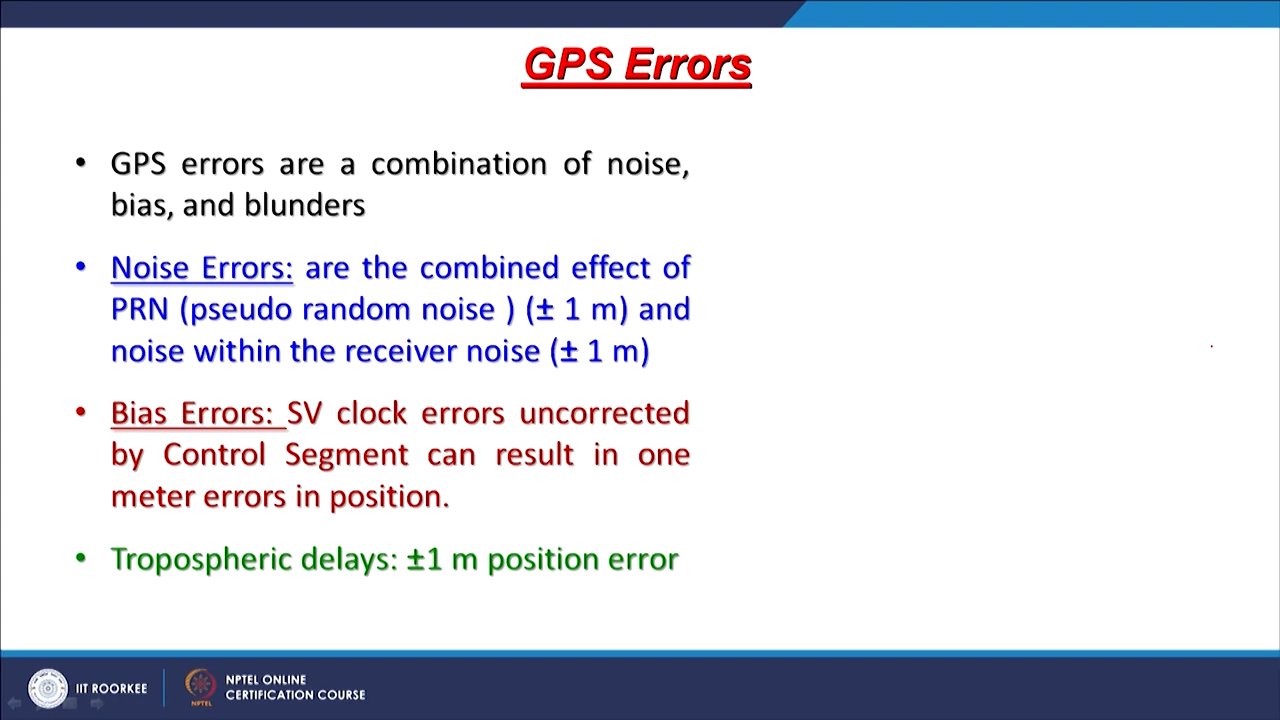 GPS Errors
• GPS errors are a combination of noise,
bias, and blunders
• Noise Errors: are the combined effect of
PRN (pseudo random noise ) (± 1 m) and
noise within the receiver noise (± 1 m)
• Bias Errors: SV clock errors uncorrected
by Control Segment can result in one
meter errors in position.
• Tropospheric delays: ±1 m position error
IIT ROORKEE
NPTEL
NPTEL ONLINE
CERTIFICATION COURSE